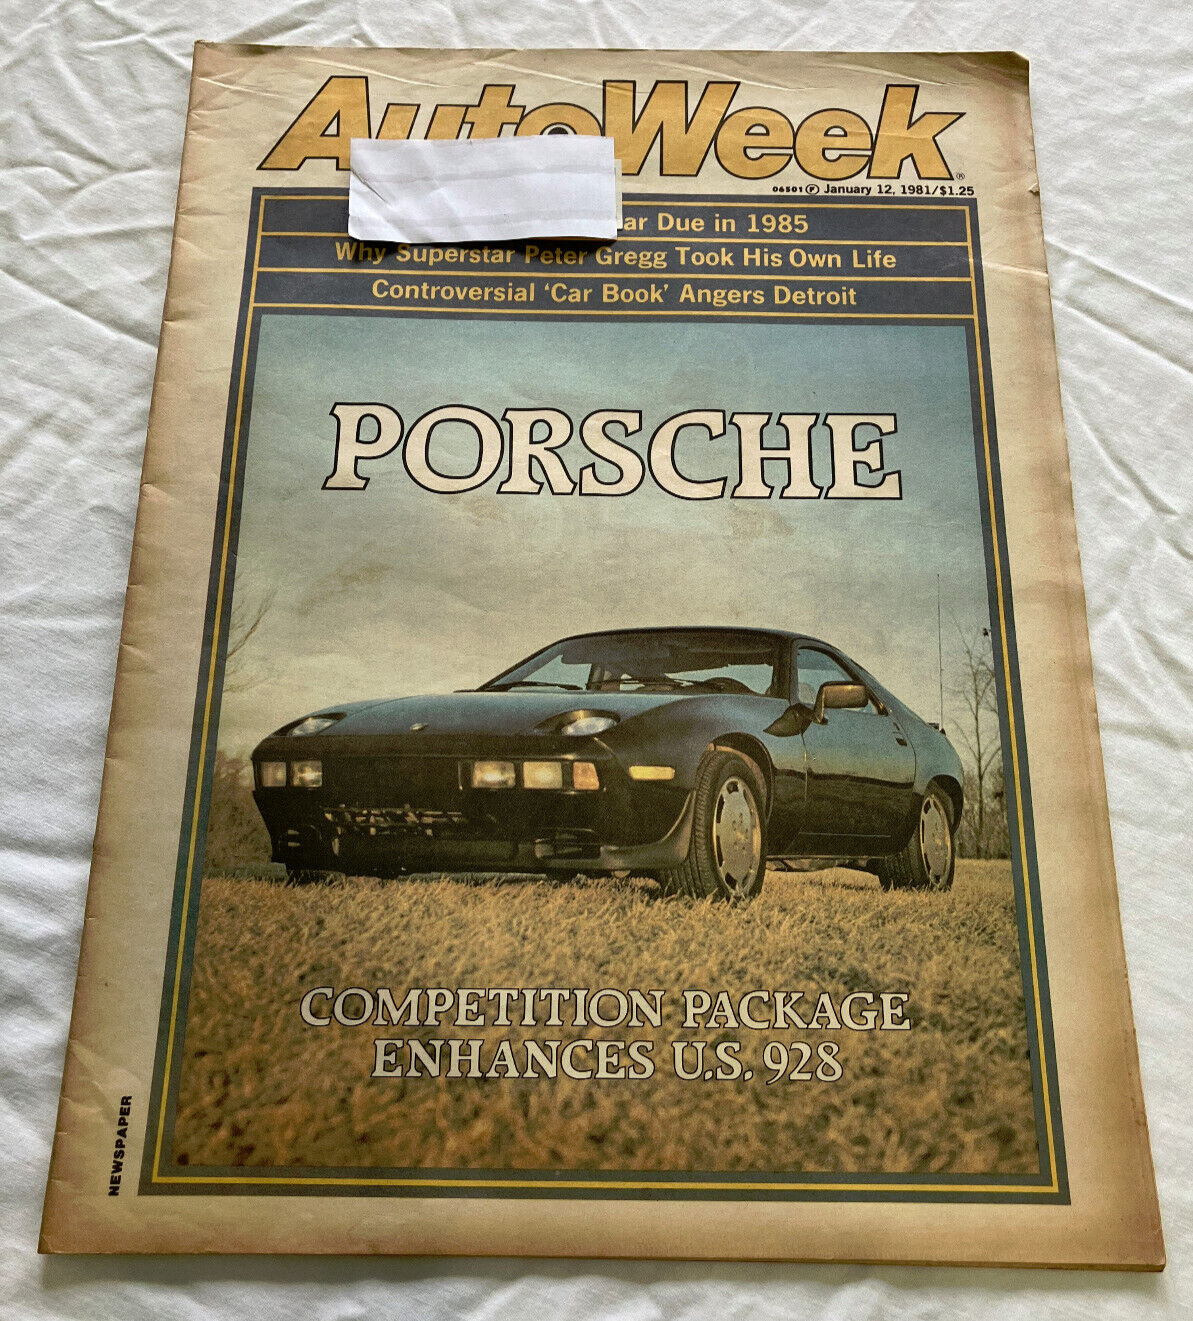 AutoWeek®
06501 Ⓕ January 12, 1981/$1.25
Due in 1985
Why Superstar Peter Gregg Took His Own Life
Controversial 'Car Book' Angers Detroit
PORSCHE
COMPETITION PACKAGE
ENHANCES U.S. 928
NEWSPAPER